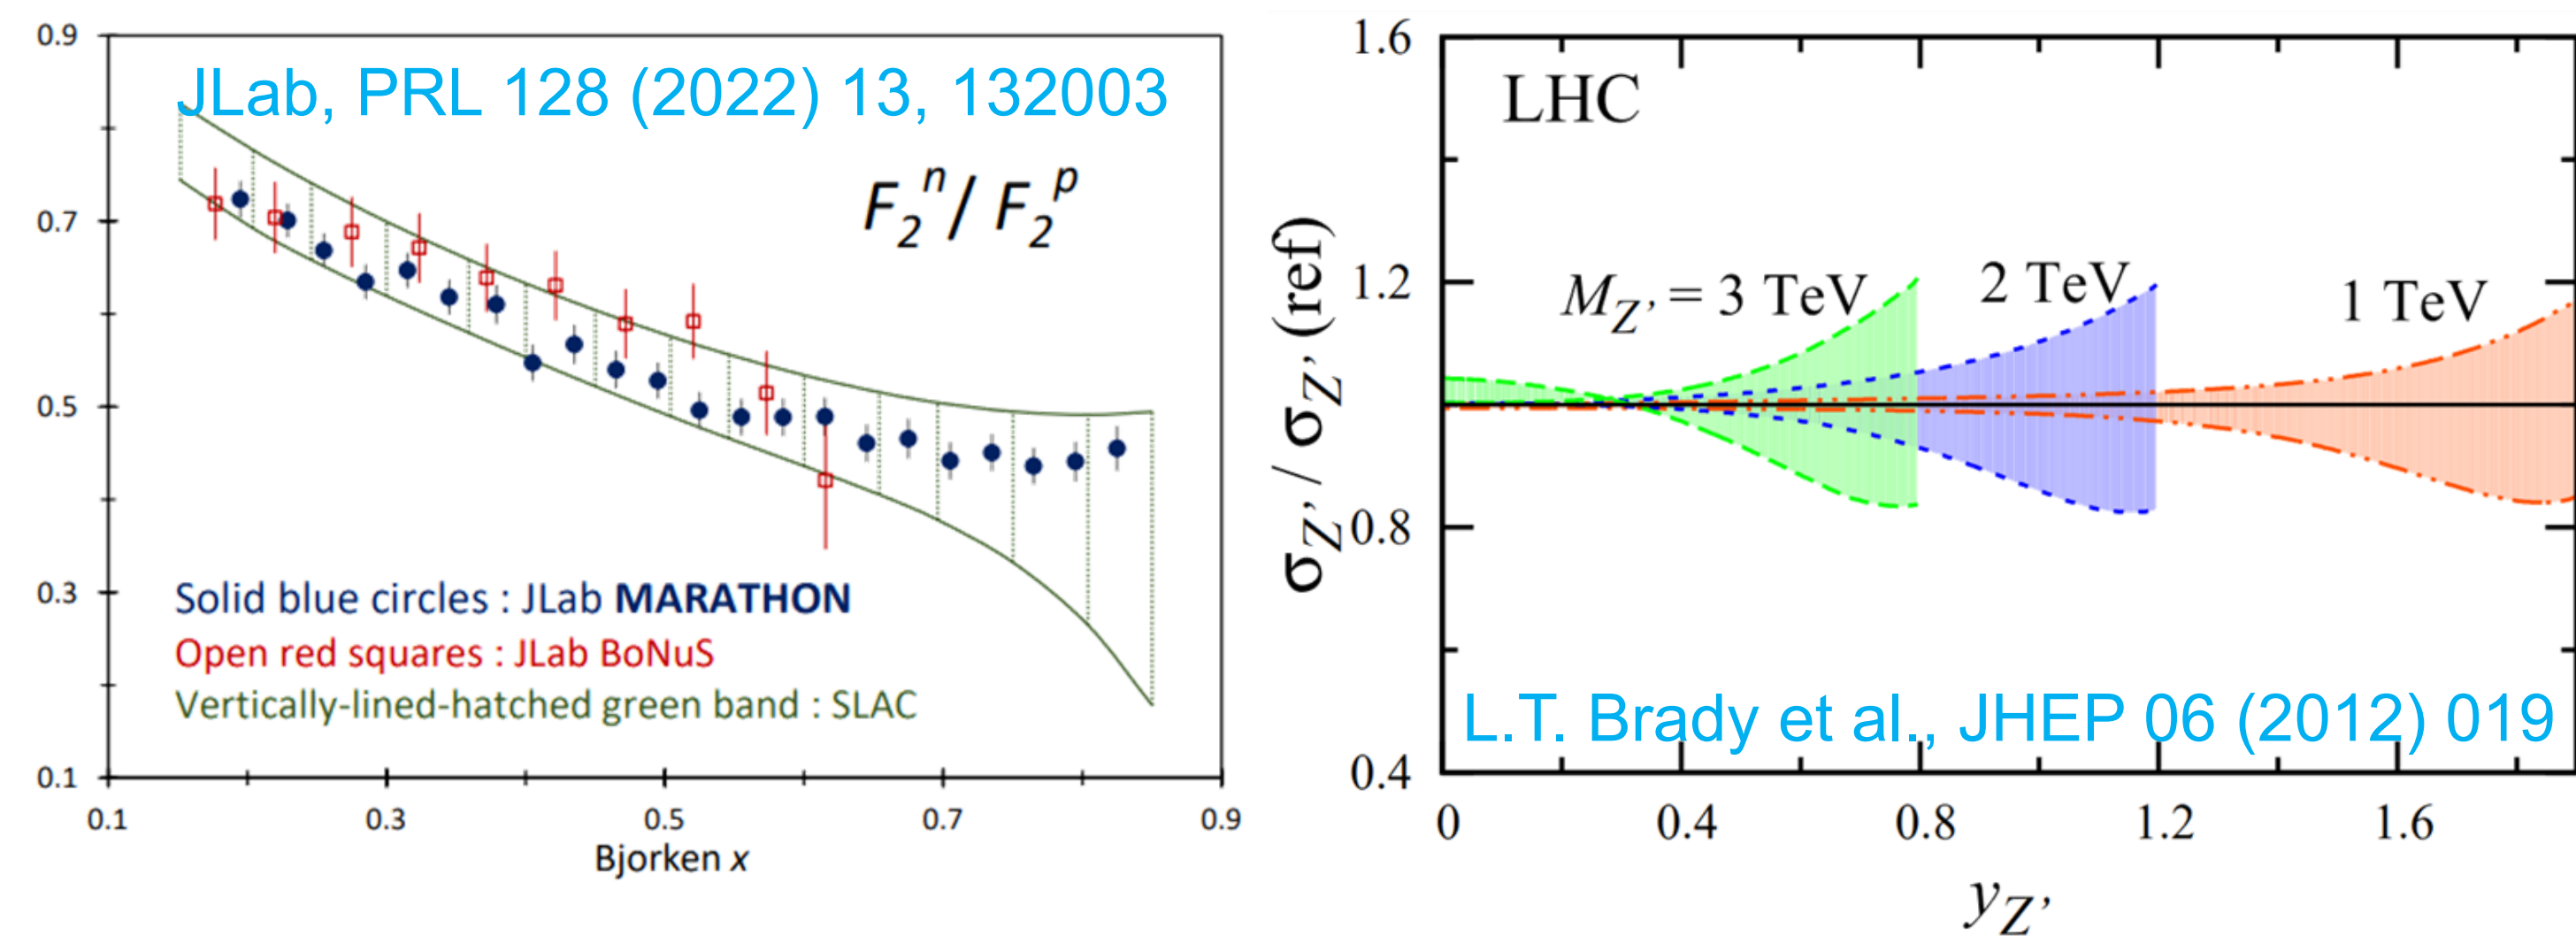 JLab, PRL 128 (2022) 13, 132003
F₂ⁿ/ F₂ᵖ
0.9
0.7
0.5
0.3
0.1
Solid blue circles : JLab MARATHON
Open red squares : JLab BoNuS
Vertically-lined-hatched green band : SLAC
0.1 0.3 0.5 0.7 0.9
Bjorken x
LHC
1.6
1.2
0.8
0.4
σ_Z’ / σ_Z’ (ref)
M_Z’ = 3 TeV 2 TeV 1 TeV
L.T. Brady et al., JHEP 06 (2012) 019
0 0.4 0.8 1.2 1.6
y_Z’